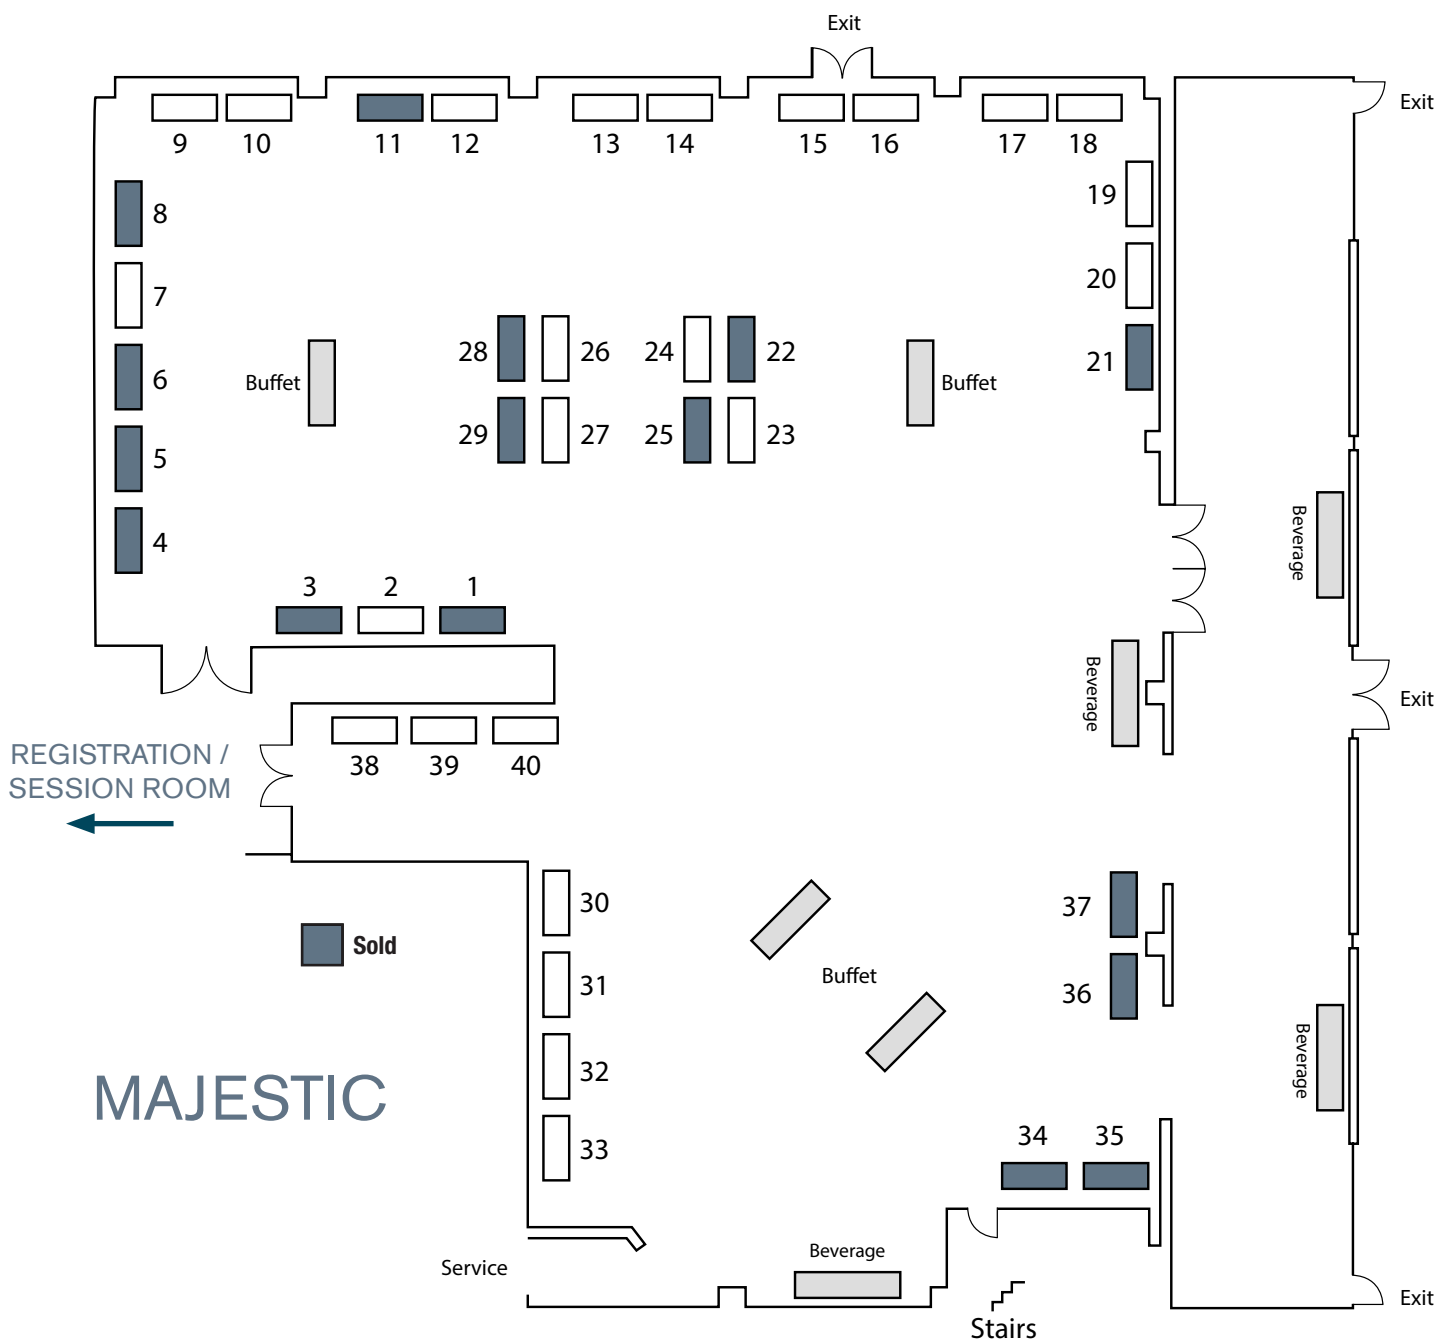 Exit
Exit
9
10
11
12
13
14
15
16
17
18
8
19
7
20
28
26
24
22
21
6
Buffet
Buffet
29
27
25
23
5
4
Beverage
3
2
1
Beverage
Exit
REGISTRATION /
SESSION ROOM
38
39
40
30
37
Sold
31
Buffet
36
32
Beverage
MAJESTIC
33
34
35
Service
Beverage
Exit
Stairs